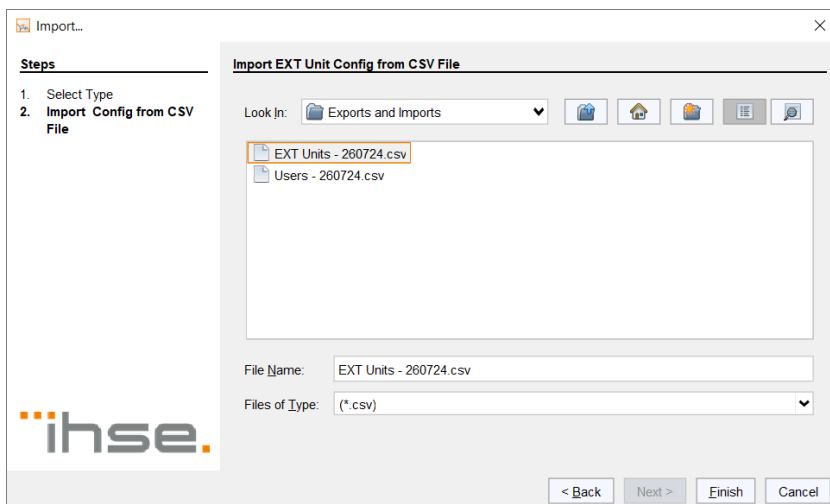 Import...
Steps
1. Select Type
2. Import Config from CSV
File
Import EXT Unit Config from CSV File
Look In: Exports and Imports
EXT Units - 260724.csv
Users - 260724.csv
File Name: EXT Units - 260724.csv
Files of Type: (*.csv)
ihse.
< Back Next > Finish Cancel